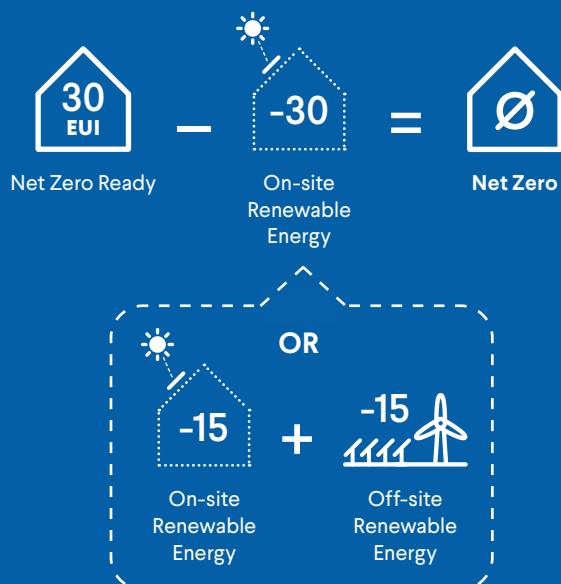 30
EUI
–
-30
=
Ø
Net Zero Ready
On-site
Renewable
Energy
Net Zero
OR
-15
+
-15
On-site
Renewable
Energy
Off-site
Renewable
Energy